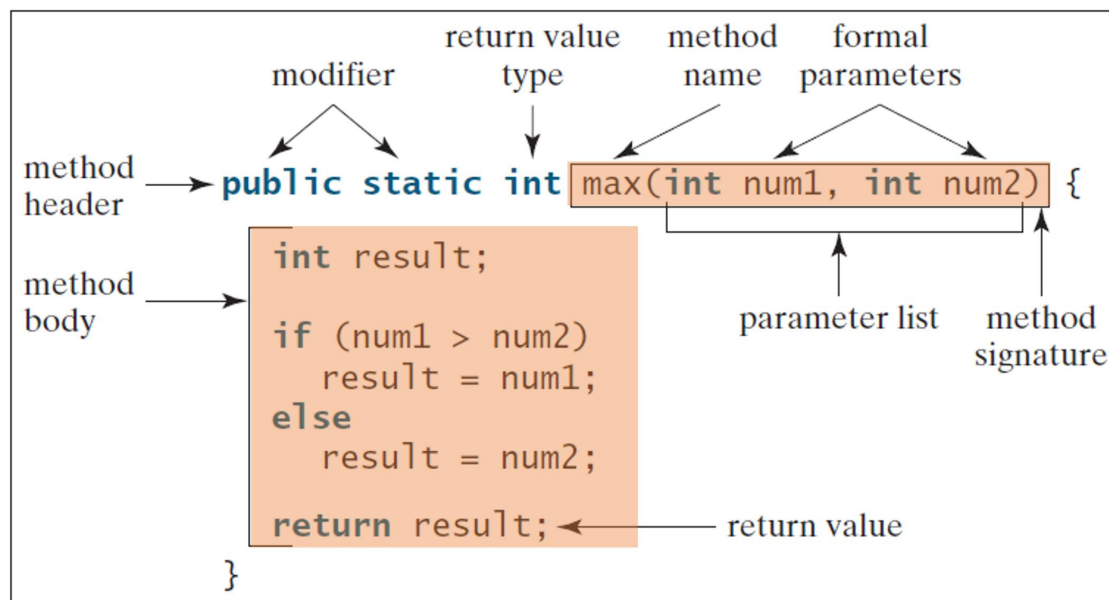 return value type
method name
formal parameters
modifier
method header
public static int max(int num1, int num2) {
method body
int result;
parameter list
method signature
if (num1 > num2)
result = num1;
else
result = num2;
return result;
return value
}